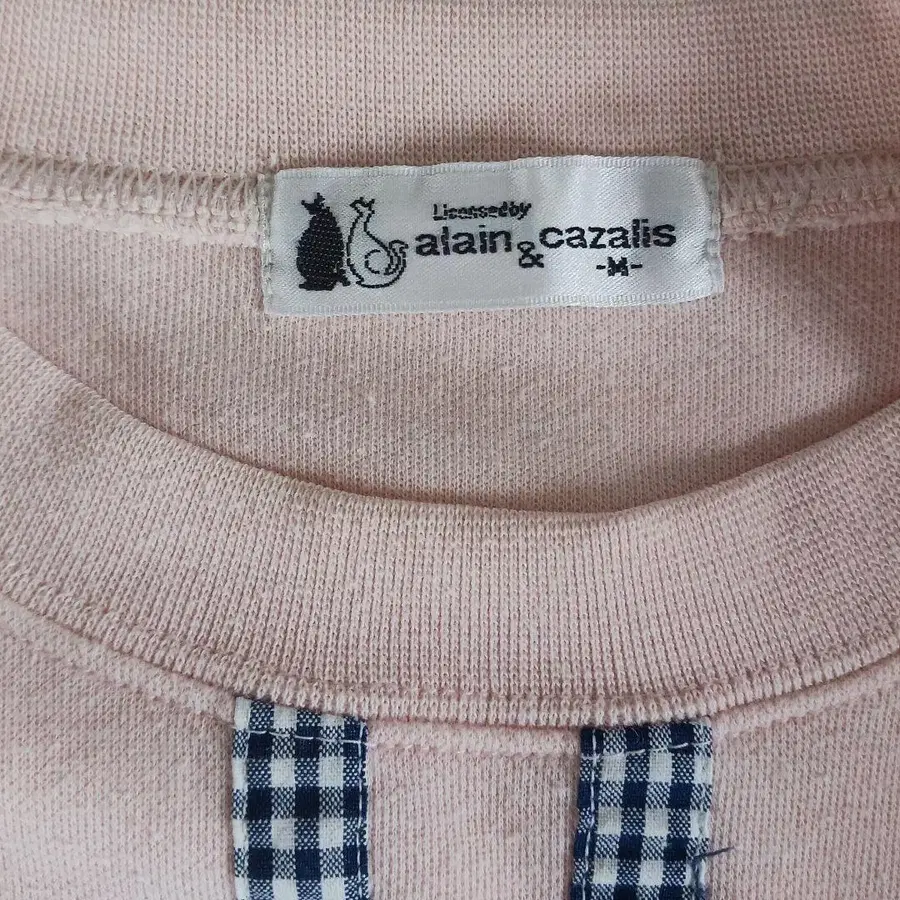 Licensed by
alain & cazalis
-M-